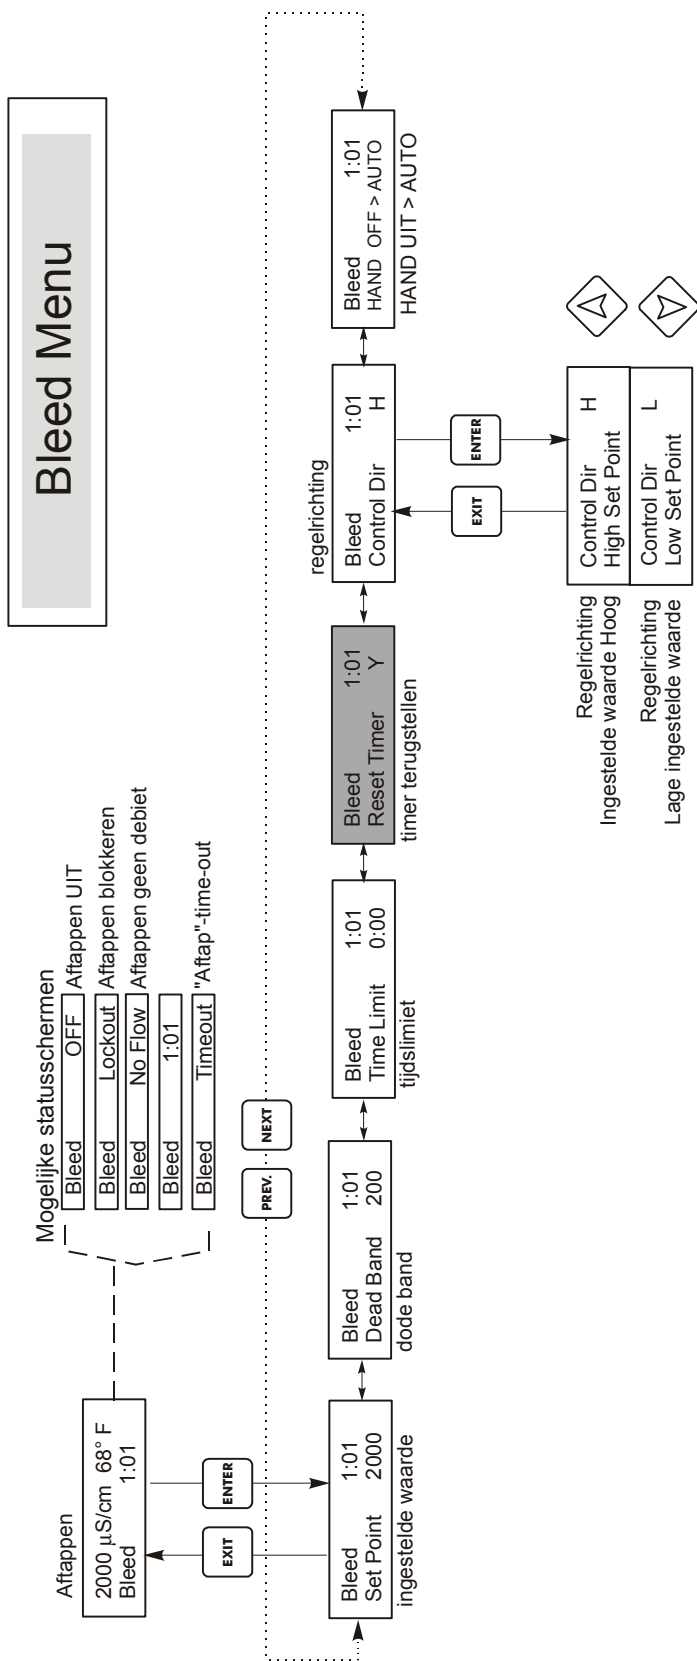 Bleed Menu
Aftappen
2000 µS/cm 68° F
Bleed 1:01
Mogelijke statusschermen
Bleed OFF Aftappen UIT
Bleed Lockout Aftappen blokkeren
Bleed No Flow Aftappen geen debiet
Bleed 1:01
Bleed Timeout "Aftap"-time-out
EXIT
ENTER
PREV.
NEXT
Bleed 1:01
Set Point 2000
ingestelde waarde
Bleed 1:01
Dead Band 200
dode band
Bleed 1:01
Time Limit 0:00
tijdslimiet
Bleed 1:01
Reset Timer Y
timer terugstellen
regelrichting
Bleed 1:01
Control Dir H
Bleed 1:01
HAND OFF > AUTO
HAND UIT > AUTO
EXIT
ENTER
Regelrichting
Ingestelde waarde Hoog
Control Dir H
High Set Point
Regelrichting
Lage ingestelde waarde
Control Dir L
Low Set Point